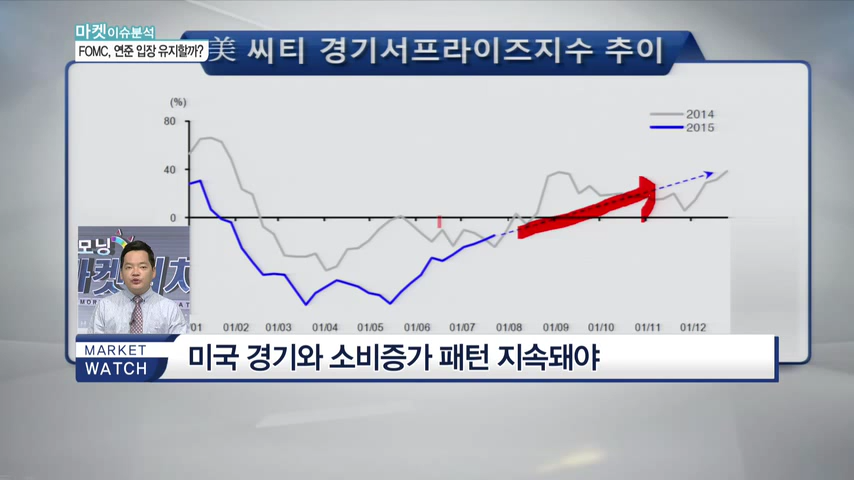 마켓이슈분석
FOMC, 연준 입장 유지할까?
美 씨티 경기서프라이즈지수 추이
(%)
80
40
0
2014
2015
01 01/02 01/03 01/04 01/05 01/06 01/07 01/08 01/09 01/10 01/11 01/12
모닝
마켓
MARKET
WATCH
미국 경기와 소비증가 패턴 지속돼야